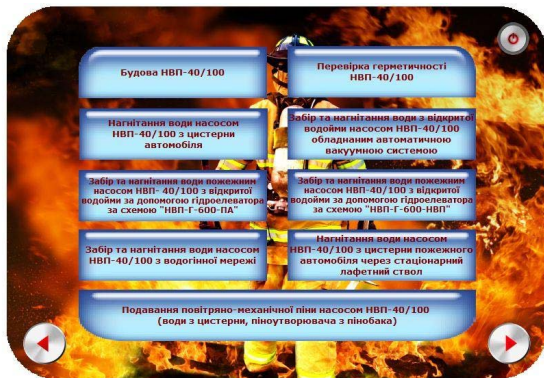 Будова НВП-40/100
Перевірка герметичності
НВП-40/100
Нагнітання води насосом
НВП-40/100 з цистерни
автомобіля
Забір та нагнітання води з відкритої
водойми насосом НВП-40/100
обладнаним автоматичною
вакуумною системою
Забір та нагнітання води пожежним
насосом НВП- 40/100 з відкритої
водойми за допомогою гідроелеватора
за схемою "НВП-Г-600-ПА"
Забір та нагнітання води пожежним
насосом НВП-40/100 з відкритої
водойми за допомогою гідроелеватора
за схемою "НВП-Г-600-НВП"
Забір та нагнітання води насосом
НВП-40/100 з водогінної мережі
Нагнітання води насосом
НВП-40/100 з цистерни пожежного
автомобіля через стаціонарний
лафетний ствол
Подавання повітряно-механічної піни насосом НВП-40/100
(води з цистерни, піноутворювача з пінобака)